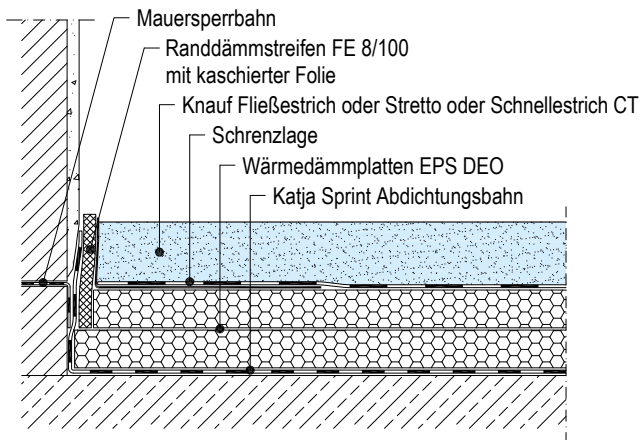 Mauersperrbahn
Randdämmstreifen FE 8/100
mit kaschierter Folie
Knauf Fließestrich oder Stretto oder Schnellestrich CT
Schrenzlage
Wärmedämmplatten EPS DEO
Katja Sprint Abdichtungsbahn